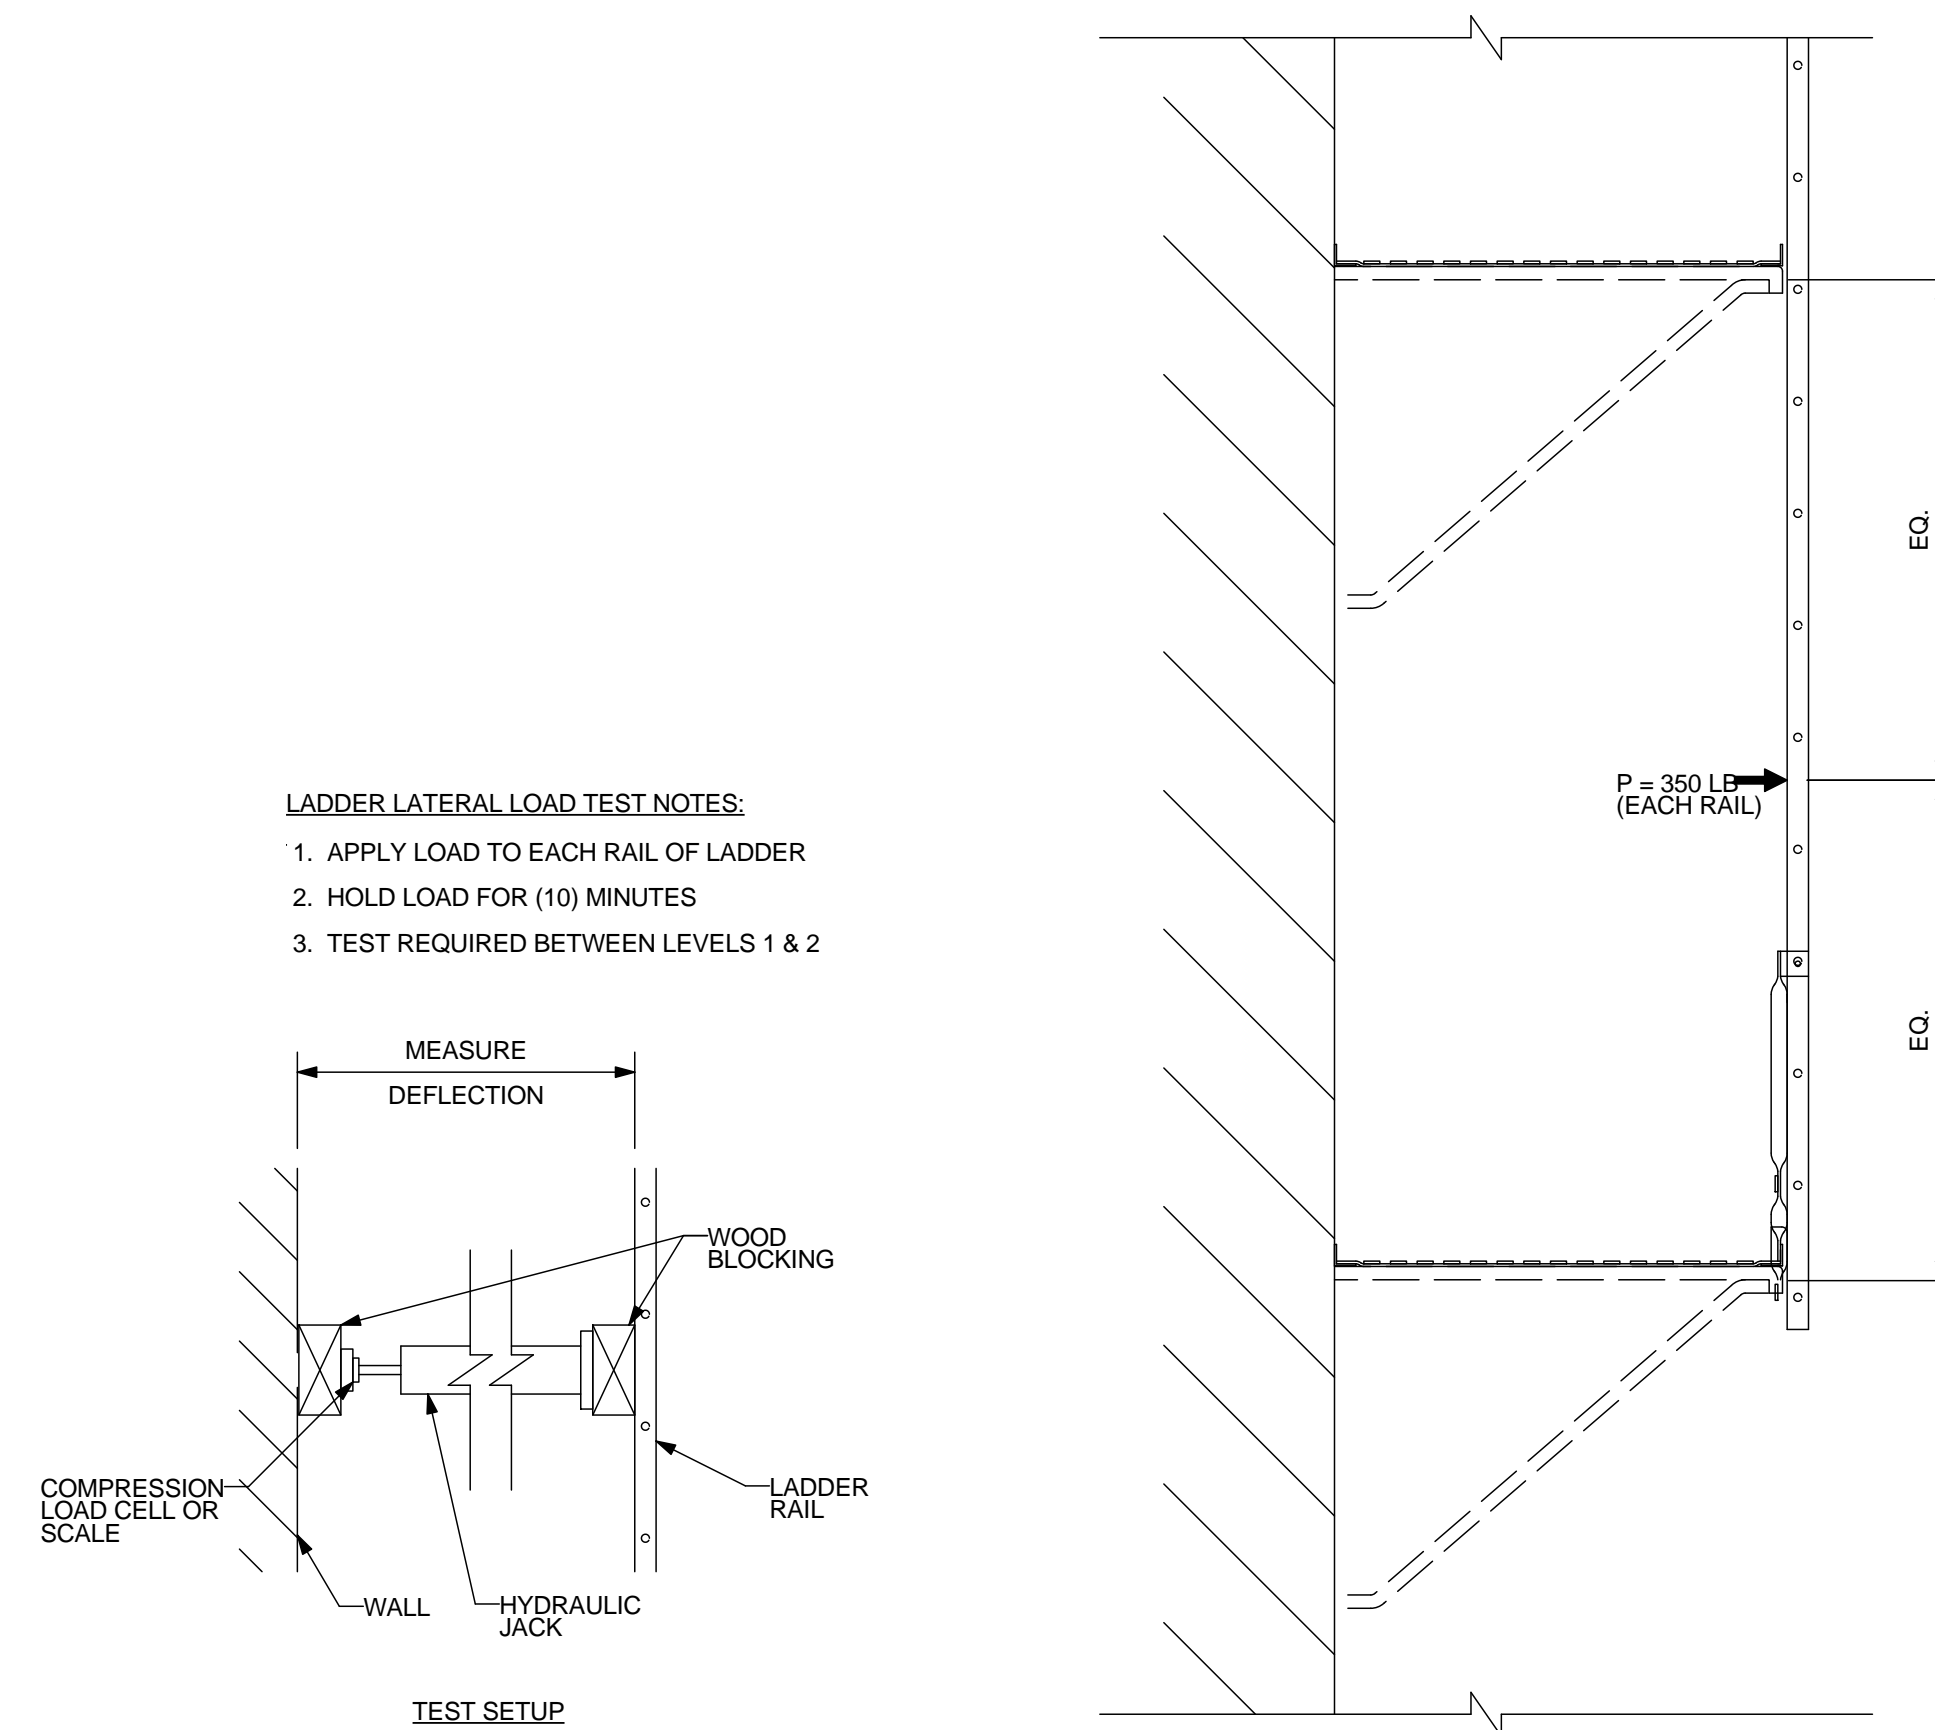 LADDER LATERAL LOAD TEST NOTES:
1. APPLY LOAD TO EACH RAIL OF LADDER
2. HOLD LOAD FOR (10) MINUTES
3. TEST REQUIRED BETWEEN LEVELS 1 & 2
MEASURE
DEFLECTION
WOOD
BLOCKING
COMPRESSION
LOAD CELL OR
SCALE
LADDER
RAIL
WALL
HYDRAULIC
JACK
TEST SETUP
EQ.
P = 350 LB
(EACH RAIL)
EQ.